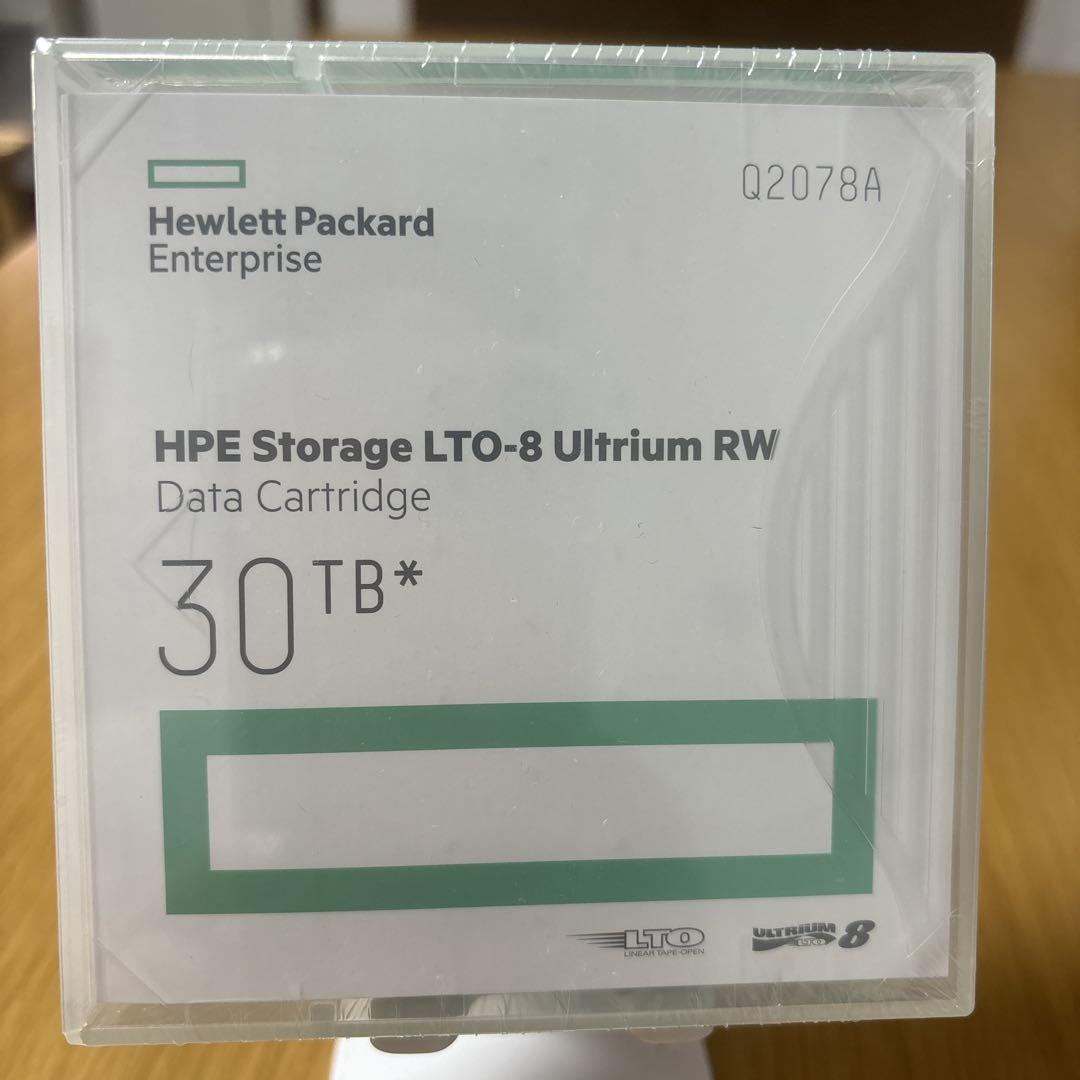 Hewlett Packard
Enterprise
Q2078A
HPE Storage LTO-8 Ultrium RW
Data Cartridge
30 TB*
LTO
LINEAR TAPE-OPEN
ULTRIUM 8
LTO